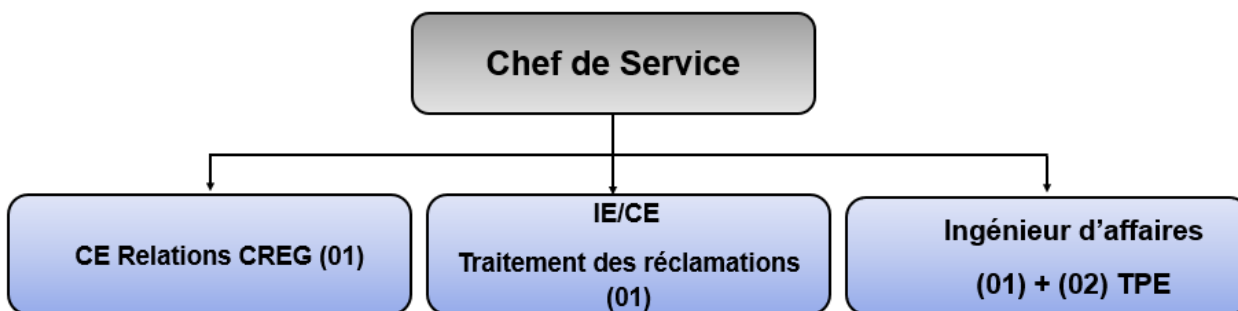 Chef de Service
CE Relations CREG (01)
IE/CE
Traitement des réclamations
(01)
Ingénieur d’affaires
(01) + (02) TPE